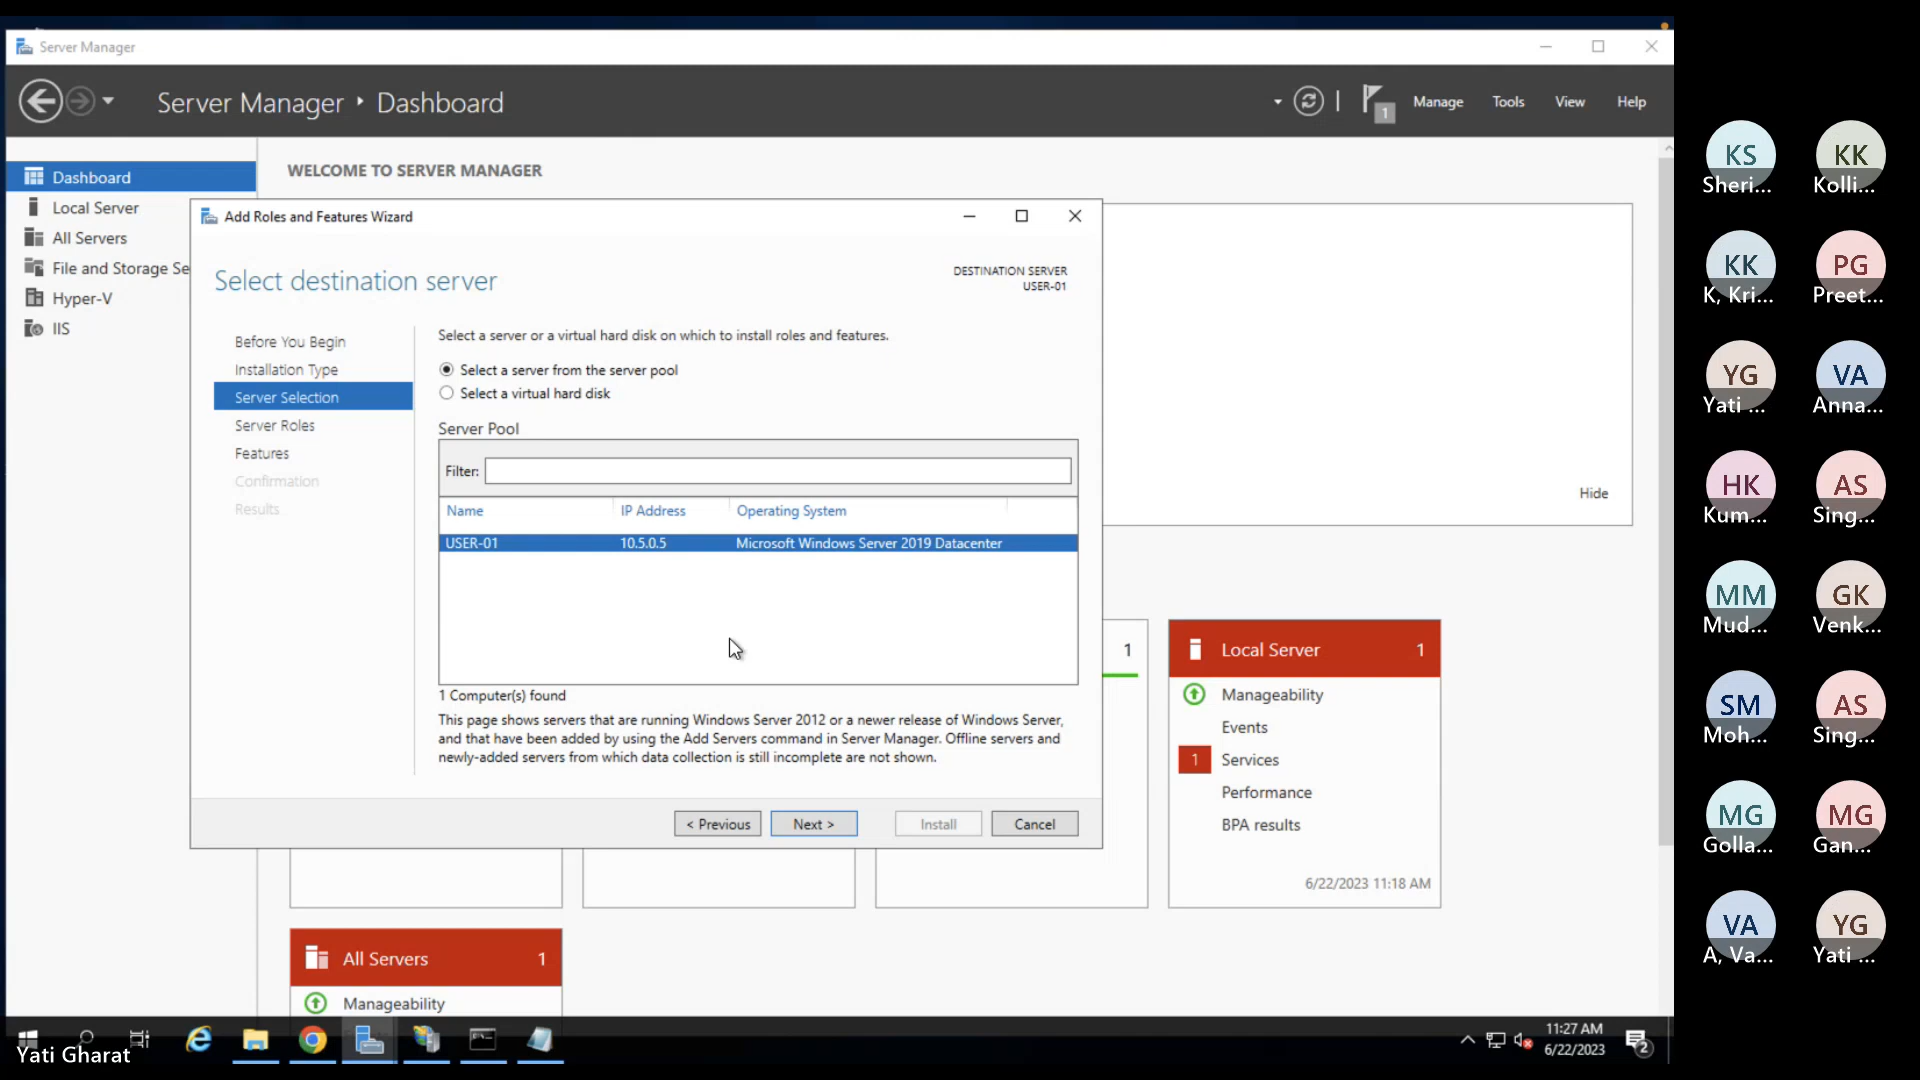 Server Manager
Server Manager ‣ Dashboard
1
Manage
Tools
View
Help
Dashboard
Local Server
All Servers
File and Storage Se
Hyper-V
IIS
WELCOME TO SERVER MANAGER
Add Roles and Features Wizard
Select destination server
DESTINATION SERVER
USER-01
Before You Begin
Installation Type
Server Selection
Server Roles
Features
Confirmation
Results
Select a server or a virtual hard disk on which to install roles and features.
Select a server from the server pool
Select a virtual hard disk
Server Pool
Filter:
Name IP Address Operating System
USER-01 10.5.0.5 Microsoft Windows Server 2019 Datacenter
1 Computer(s) found
This page shows servers that are running Windows Server 2012 or a newer release of Windows Server,
and that have been added by using the Add Servers command in Server Manager. Offline servers and
newly-added servers from which data collection is still incomplete are not shown.
< Previous
Next >
Install
Cancel
Hide
1
Local Server 1
Manageability
Events
1 Services
Performance
BPA results
6/22/2023 11:18 AM
All Servers 1
Manageability
Yati Gharat
11:27 AM
6/22/2023
2
KS
Sheri...
KK
Kolli...
KK
K, Kri...
PG
Preet...
YG
Yati ...
VA
Anna...
HK
Kum...
AS
Sing...
MM
Mud...
GK
Venk...
SM
Moh...
AS
Sing...
MG
Golla...
MG
Gan...
VA
A, Va...
YG
Yati ...